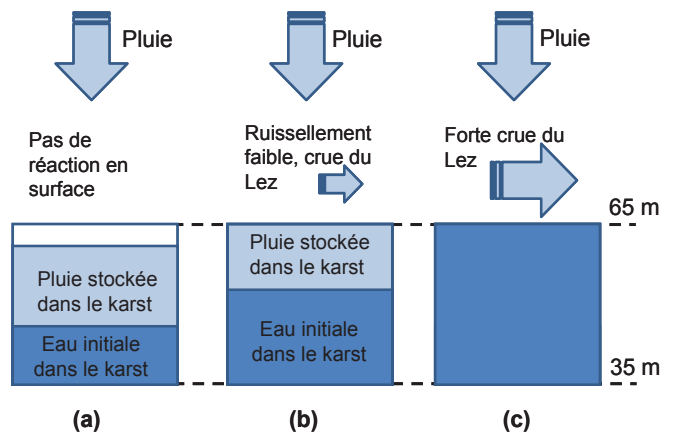 Pluie
Pluie
Pluie
Pas de
réaction en
surface
Ruissellement
faible, crue du
Lez
Forte crue du
Lez
65 m
Pluie stockée
dans le karst
Eau initiale
dans le karst
Pluie stockée
dans le karst
Eau initiale
dans le karst
35 m
(a)
(b)
(c)